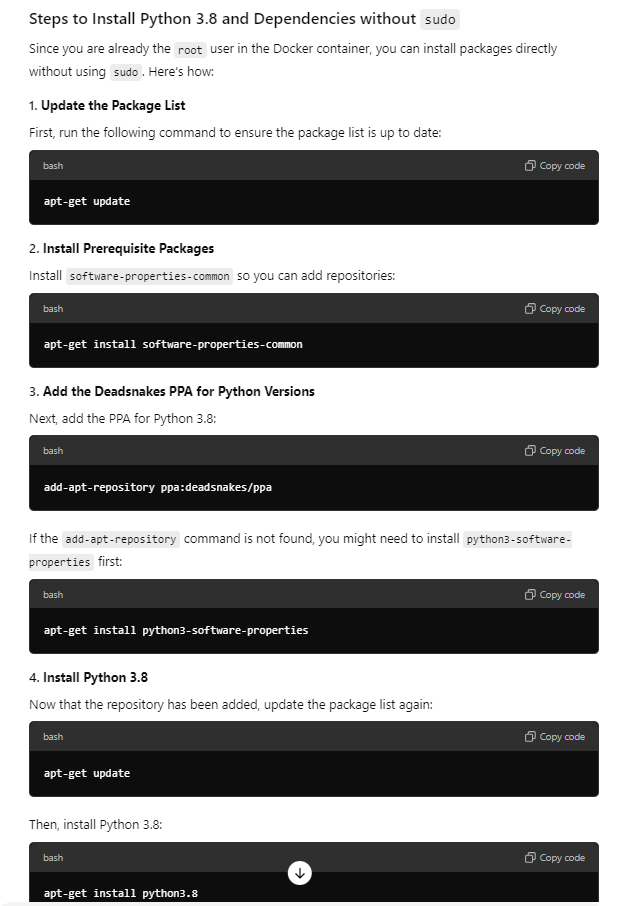 Steps to Install Python 3.8 and Dependencies without sudo
Since you are already the root user in the Docker container, you can install packages directly
without using sudo. Here's how:
1. Update the Package List
First, run the following command to ensure the package list is up to date:
bash
Copy code
apt-get update
2. Install Prerequisite Packages
Install software-properties-common so you can add repositories:
bash
Copy code
apt-get install software-properties-common
3. Add the Deadsnakes PPA for Python Versions
Next, add the PPA for Python 3.8:
bash
Copy code
add-apt-repository ppa:deadsnakes/ppa
If the add-apt-repository command is not found, you might need to install python3-software-
properties first:
bash
Copy code
apt-get install python3-software-properties
4. Install Python 3.8
Now that the repository has been added, update the package list again:
bash
Copy code
apt-get update
Then, install Python 3.8:
bash
Copy code
apt-get install python3.8